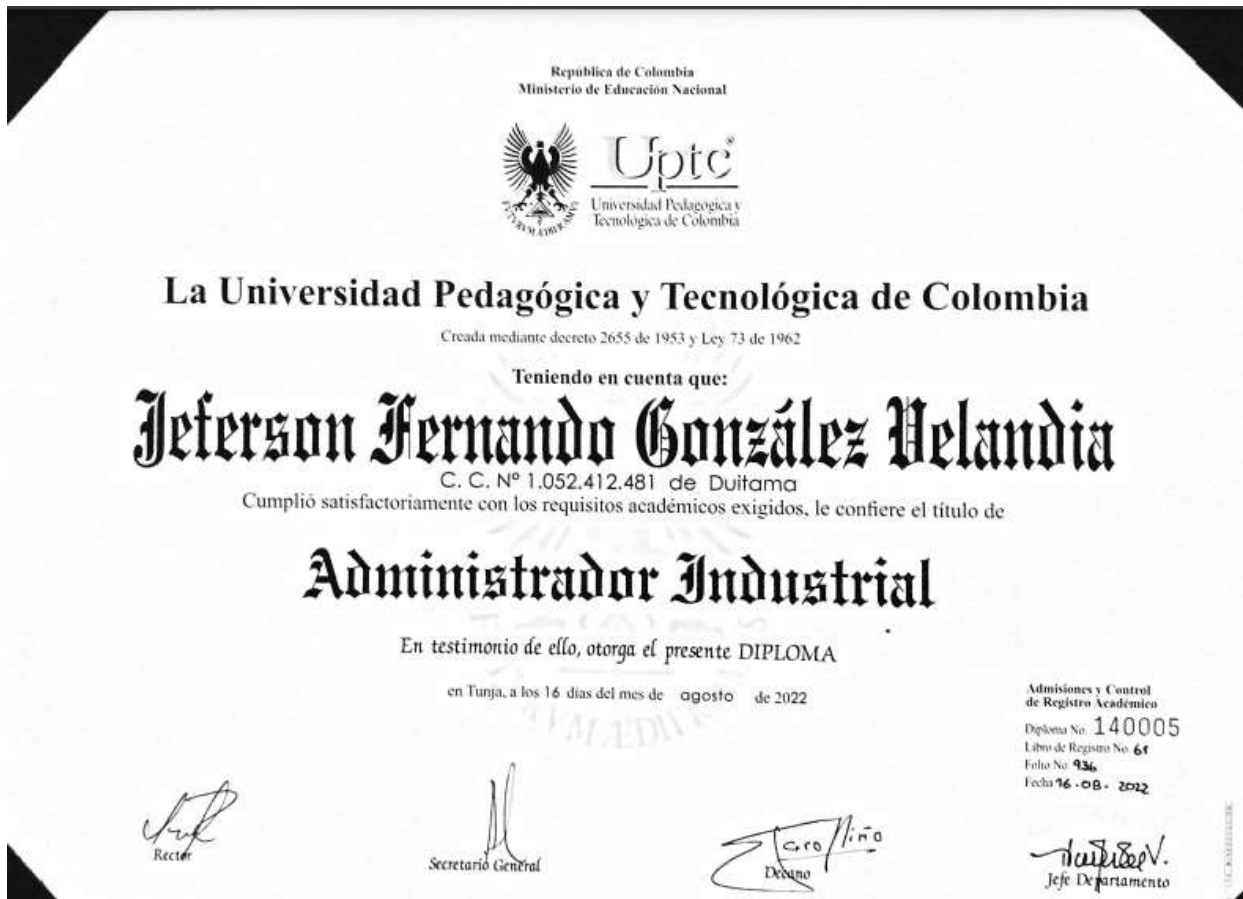 República de Colombia
Ministerio de Educación Nacional
Uptc®
Universidad Pedagógica y
Tecnológica de Colombia
La Universidad Pedagógica y Tecnológica de Colombia
Creada mediante decreto 2655 de 1953 y Ley 73 de 1962
Teniendo en cuenta que:
Jeferson Fernando González Velandia
C. C. Nº 1.052.412.481 de Duitama
Cumplió satisfactoriamente con los requisitos académicos exigidos, le confiere el título de
Administrador Industrial
En testimonio de ello, otorga el presente DIPLOMA
en Tunja, a los 16 días del mes de agosto de 2022
Admisiones y Control
de Registro Académico
Diploma No. 140005
Libro de Registro No. 61
Folio No. 936
Fecha 16-08-2022
Rector
Secretario General
Decano
Jefe Departamento